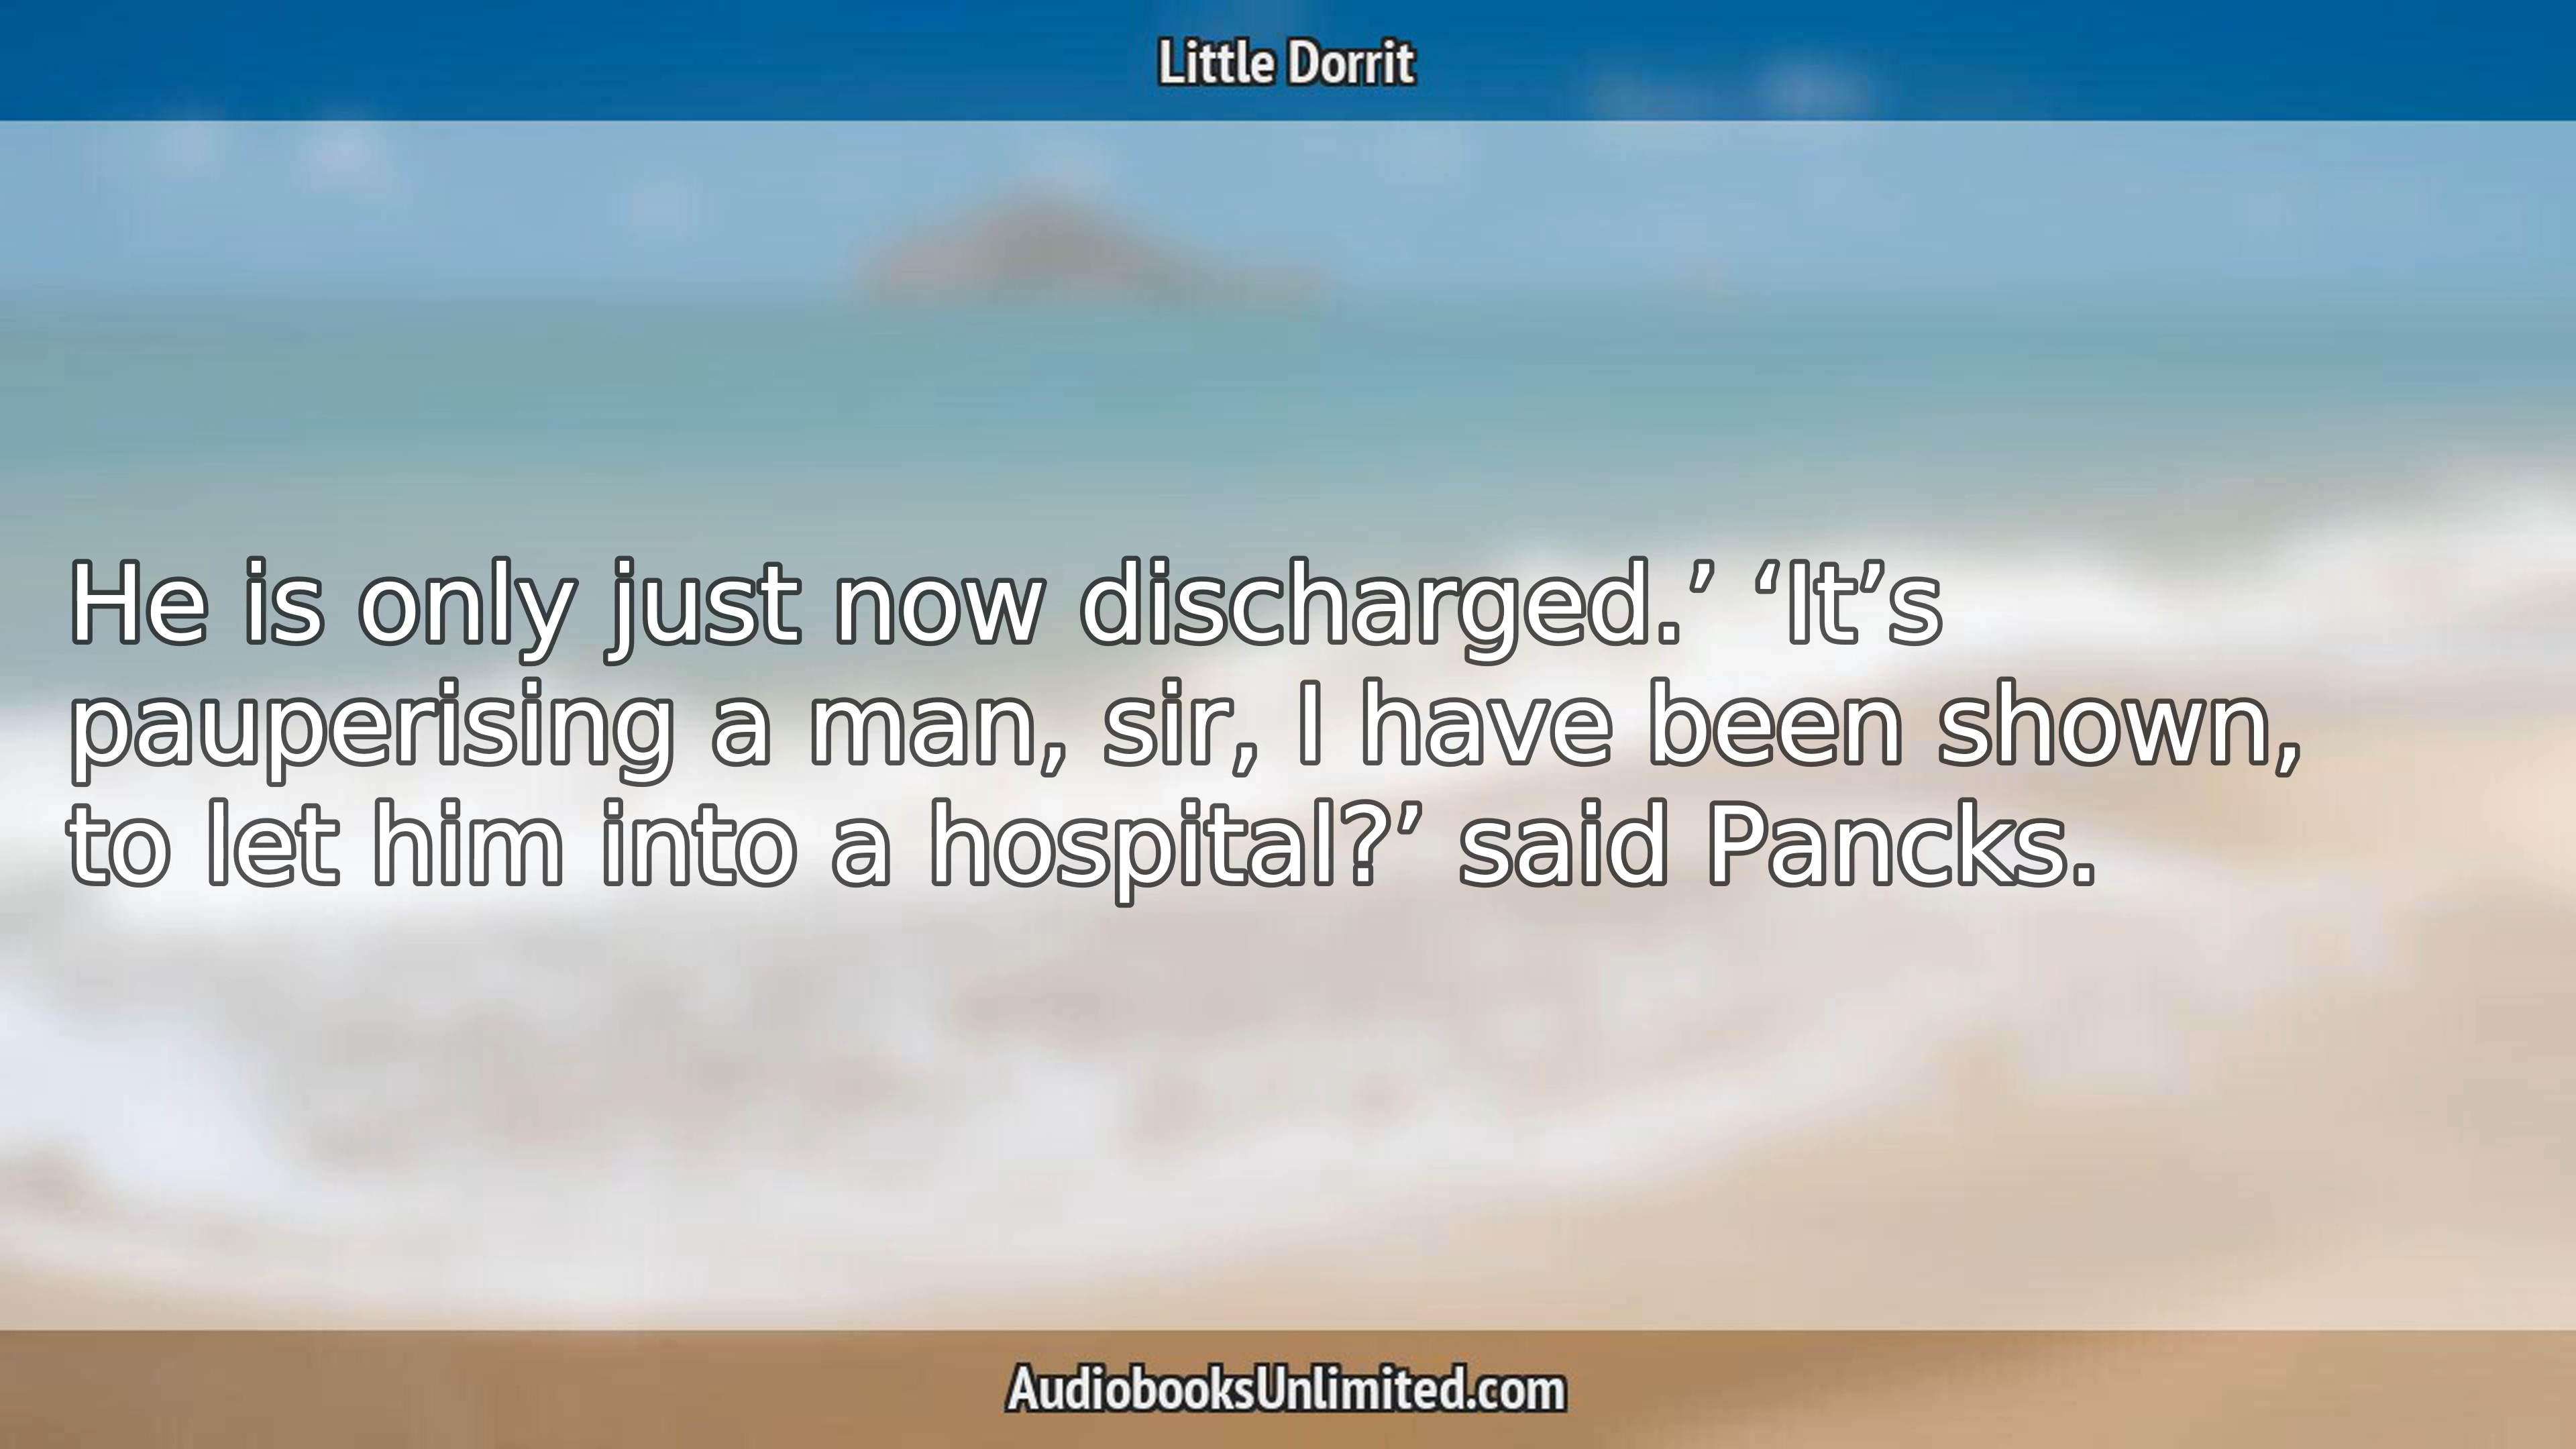 Little Dorrit
He is only just now discharged.’ ‘It’s
pauperising a man, sir, I have been shown,
to let him into a hospital?’ said Pancks.
AudiobooksUnlimited.com